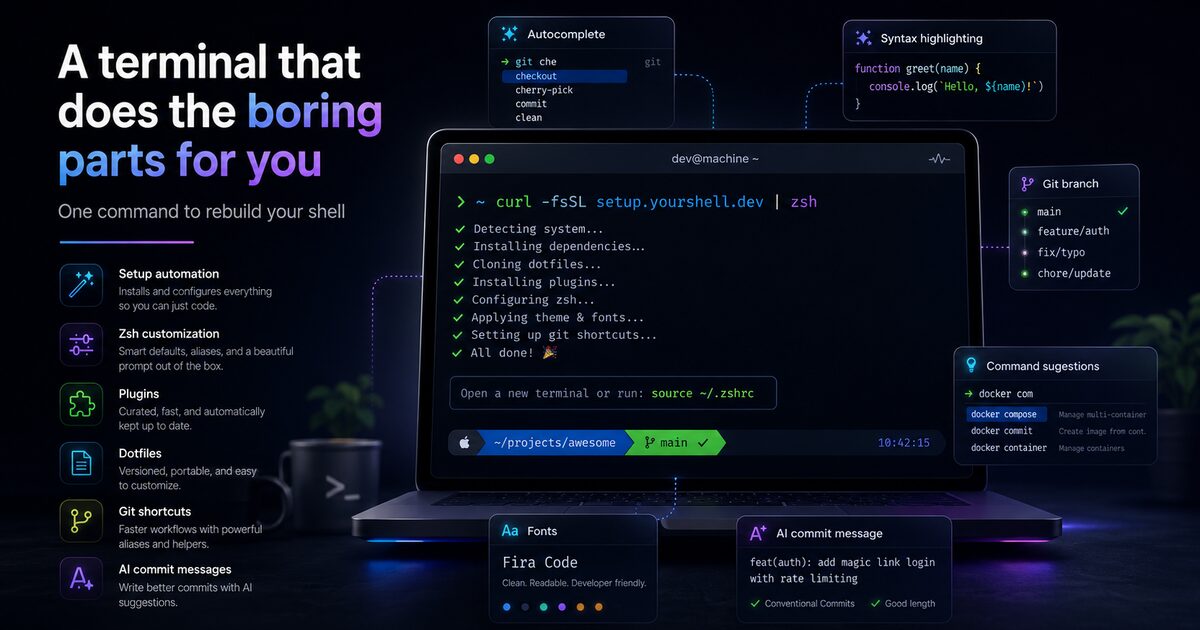 A terminal that
does the boring
parts for you
One command to rebuild your shell
Setup automation
Installs and configures everything
so you can just code.
Zsh customization
Smart defaults, aliases, and a beautiful
prompt out of the box.
Plugins
Curated, fast, and automatically
kept up to date.
Dotfiles
Versioned, portable, and easy
to customize.
Git shortcuts
Faster workflows with powerful
aliases and helpers.
AI commit messages
Write better commits with AI
suggestions.
Autocomplete
→ git che git
checkout
cherry-pick
commit
clean
Syntax highlighting
function greet(name) {
console.log(`Hello, ${name}!`)
}
dev@machine ~
❯ ~ curl -fsSL setup.yourshell.dev | zsh
✓ Detecting system...
✓ Installing dependencies...
✓ Cloning dotfiles...
✓ Installing plugins...
✓ Configuring zsh...
✓ Applying theme & fonts...
✓ Setting up git shortcuts...
✓ All done! 🎉
Open a new terminal or run: source ~/.zshrc
~/projects/awesome main ✓ 10:42:15
Git branch
main ✓
feature/auth
fix/typo
chore/update
Command sugestions
→ docker com
docker compose Manage multi-container
docker commit Create image from cont.
docker container Manage containers
>_
Aa Fonts
Fira Code
Clean. Readable. Developer friendly.
A+ AI commit message
feat(auth): add magic link login
with rate limiting
✓ Conventional Commits ✓ Good length